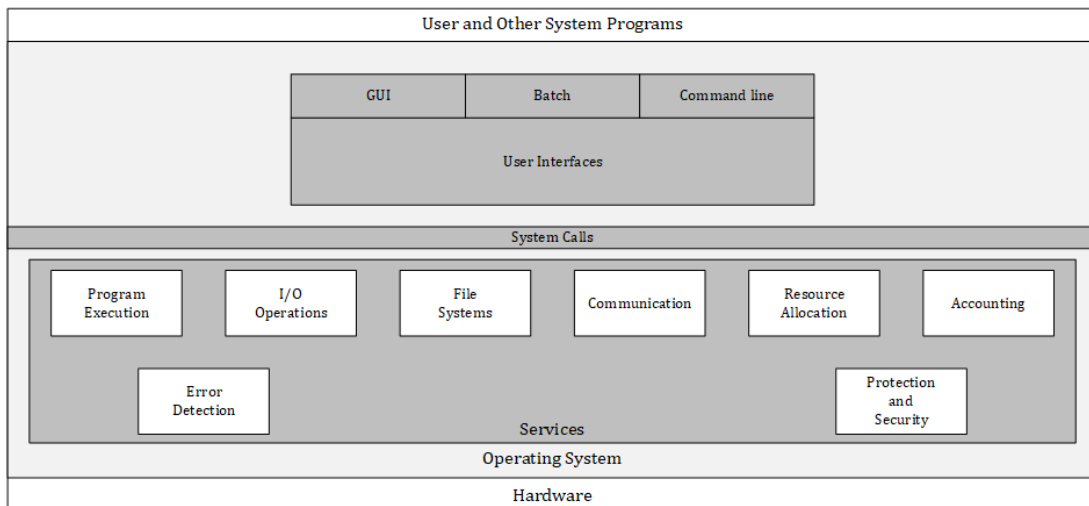 User and Other System Programs
GUI
Batch
Command line
User Interfaces
System Calls
Program
Execution
I/O
Operations
File
Systems
Communication
Resource
Allocation
Accounting
Error
Detection
Protection
and
Security
Services
Operating System
Hardware